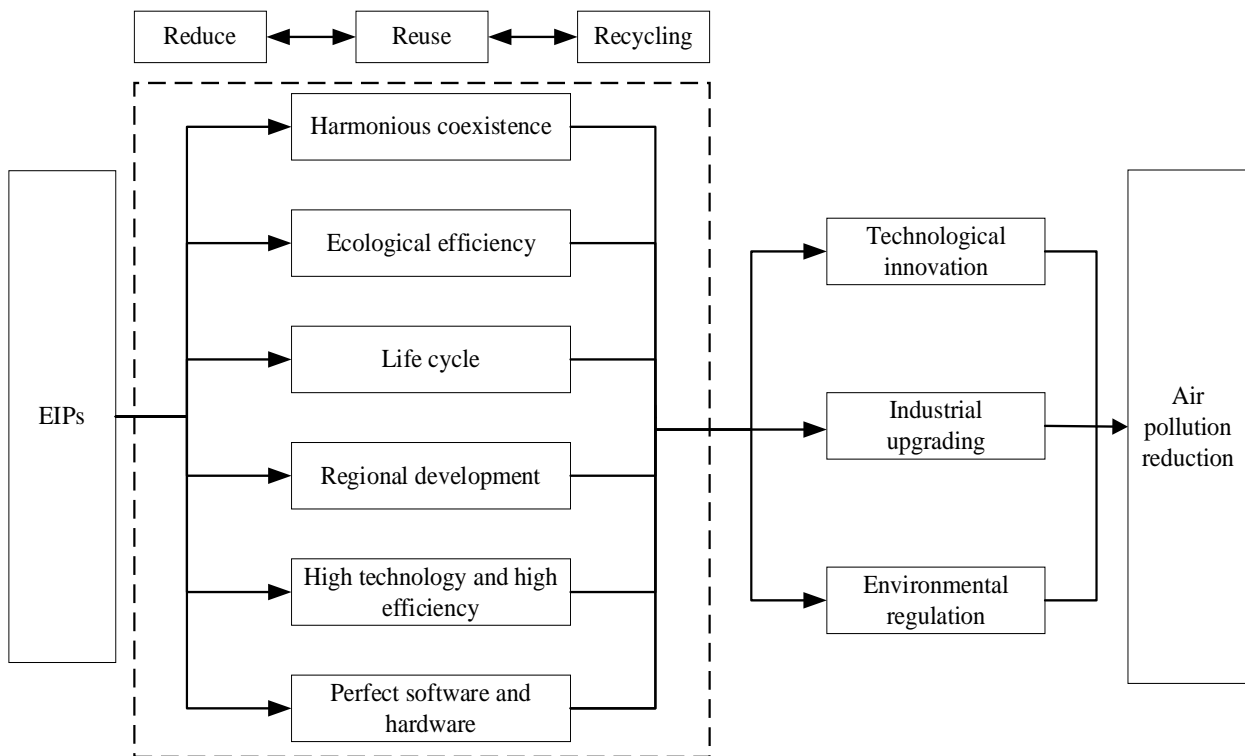 Reduce
Reuse
Recycling
Harmonious coexistence
Ecological efficiency
Life cycle
Regional development
High technology and high
efficiency
Perfect software and
hardware
EIPs
Technological
innovation
Industrial
upgrading
Environmental
regulation
Air
pollution
reduction